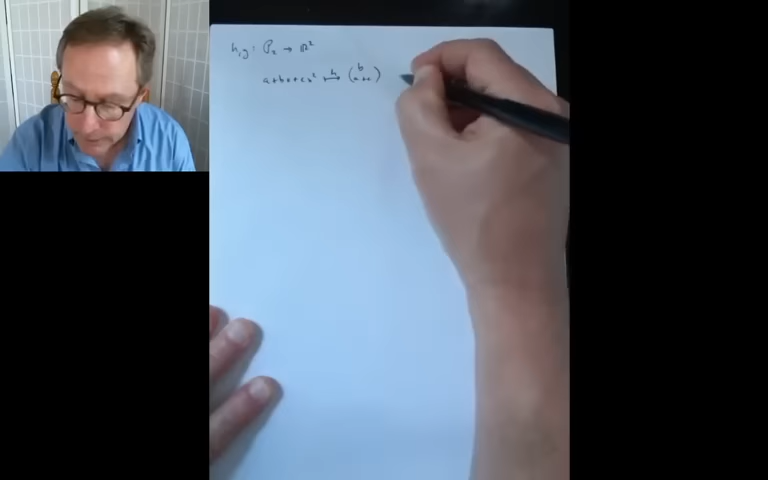 h,g : P₂ → ℝ²
a+bx+cx² ↦ʰ (b a+c)